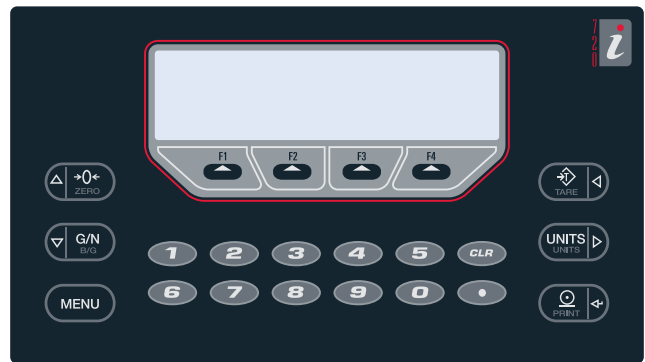 720 i
F1 F2 F3 F4
→0← ZERO
T TARE
G/N B/G
UNITS UNITS
1 2 3 4 5 CLR
6 7 8 9 0 .
MENU
PRINT